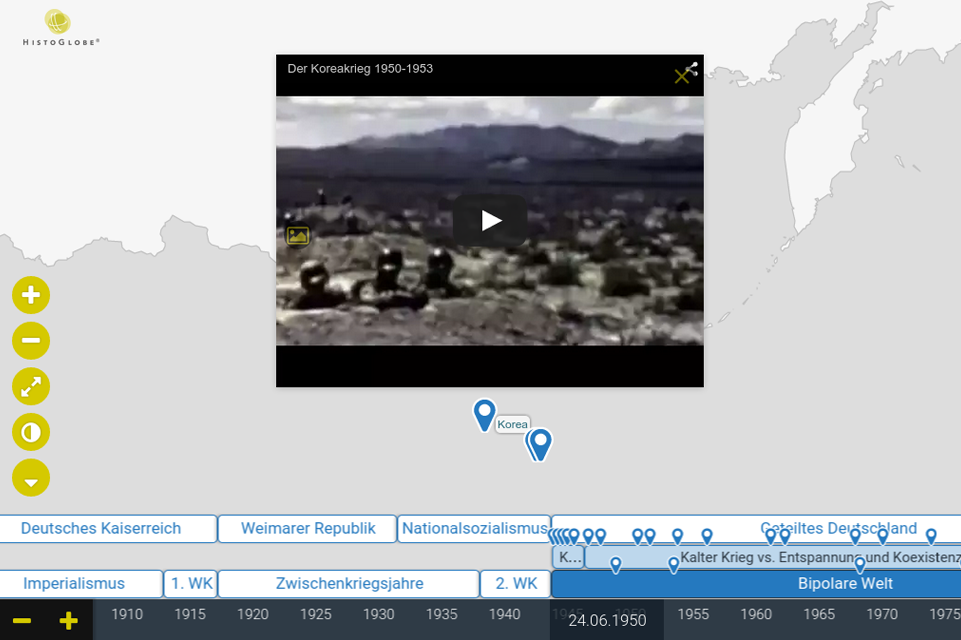 HISTOGLOBE®
Der Koreakrieg 1950-1953
Korea
Deutsches Kaiserreich
Weimarer Republik
Nationalsozialismus
Geteiltes Deutschland
K...
Kalter Krieg vs. Entspannung und Koexistenz
Imperialismus
1. WK
Zwischenkriegsjahre
2. WK
Bipolare Welt
1910 1915 1920 1925 1930 1935 1940 1945 1950 1955 1960 1965 1970 1975
24.06.1950